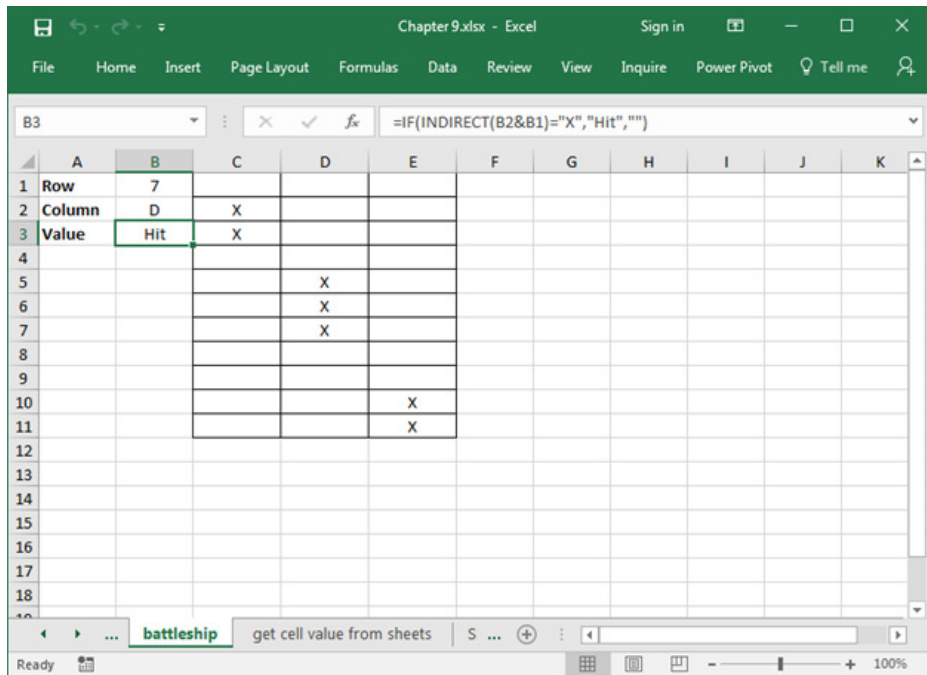 Chapter 9.xlsx - Excel Sign in
File Home Insert Page Layout Formulas Data Review View Inquire Power Pivot Tell me
B3 fx =IF(INDIRECT(B2&B1)="X","Hit","")
A B C D E F G H I J K
1 Row 7
2 Column D X
3 Value Hit X
4
5 X
6 X
7 X
8
9
10 X
11 X
12
13
14
15
16
17
18
... battleship get cell value from sheets S ...
Ready 100%